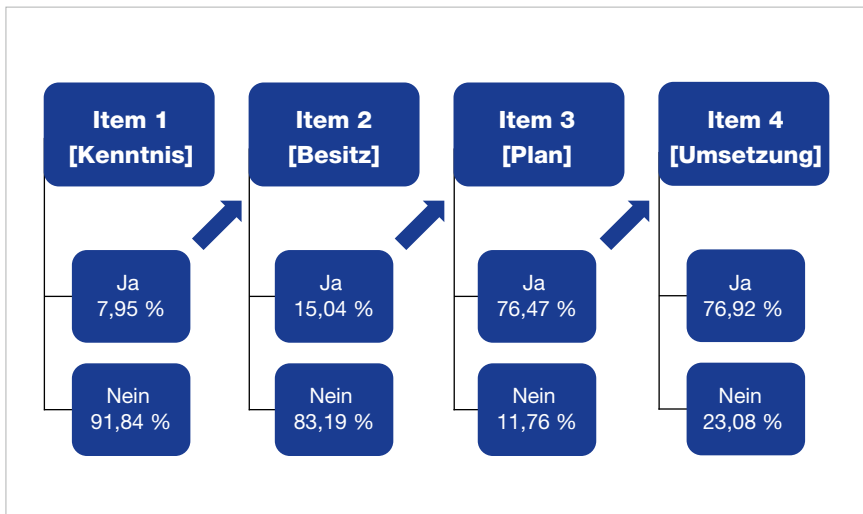 Item 1
[Kenntnis]
Ja
7,95 %
Nein
91,84 %
Item 2
[Besitz]
Ja
15,04 %
Nein
83,19 %
Item 3
[Plan]
Ja
76,47 %
Nein
11,76 %
Item 4
[Umsetzung]
Ja
76,92 %
Nein
23,08 %